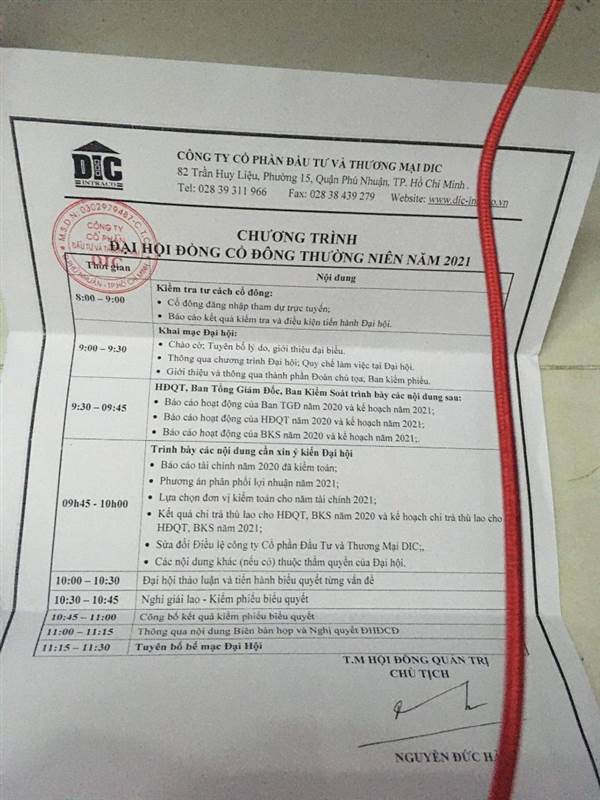 DIC
INTRACO
CÔNG TY CỔ PHẦN ĐẦU TƯ VÀ THƯƠNG MẠI DIC
82 Trần Huy Liệu, Phường 15, Quận Phú Nhuận, TP. Hồ Chí Minh.
Tel: 028 39 311 966 Fax: 028 38 439 279 Website: www.dic-intraco.vn
M.S.D.N: 0302979487-C.T.C.P
CÔNG TY
CỔ PHẦN
ĐẦU TƯ VÀ
DIC
PHÚ NHUẬN - TP HỒ CHÍ MINH
CHƯƠNG TRÌNH
ĐẠI HỘI ĐỒNG CỔ ĐÔNG THƯỜNG NIÊN NĂM 2021
Thời gian Nội dung
8:00 – 9:00
Kiểm tra tư cách cổ đông:
• Cổ đông đăng nhập tham dự trực tuyến;
• Báo cáo kết quả kiểm tra và điều kiện tiến hành Đại hội.
9:00 – 9:30
Khai mạc Đại hội:
• Chào cờ; Tuyên bố lý do, giới thiệu đại biểu.
• Thông qua chương trình Đại hội; Quy chế làm việc tại Đại hội.
• Giới thiệu và thông qua thành phần Đoàn chủ tọa; Ban kiểm phiếu.
9:30 – 09:45
HĐQT, Ban Tổng Giám Đốc, Ban Kiểm Soát trình bày các nội dung sau:
• Báo cáo hoạt động của Ban TGĐ năm 2020 và kế hoạch năm 2021;
• Báo cáo hoạt động của HĐQT năm 2020 và kế hoạch năm 2021;
• Báo cáo hoạt động của BKS năm 2020 và kế hoạch năm 2021;.
09h45 - 10h00
Trình bày các nội dung cần xin ý kiến Đại hội
• Báo cáo tài chính năm 2020 đã kiểm toán;
• Phương án phân phối lợi nhuận năm 2021;
• Lựa chọn đơn vị kiểm toán cho năm tài chính 2021;
• Kết quả chi trả thù lao cho HĐQT, BKS năm 2020 và kế hoạch chi trả thù lao cho
HĐQT, BKS năm 2021;
• Sửa đổi Điều lệ công ty Cổ Phần Đầu Tư và Thương Mại DIC;,
• Các nội dung khác (nếu có) thuộc thẩm quyền của Đại hội.
10:00 – 10:30 Đại hội thảo luận và tiến hành biểu quyết từng vấn đề
10:30 – 10:45 Nghỉ giải lao - Kiểm phiếu biểu quyết
10:45 – 11:00 Công bố kết quả kiểm phiếu biểu quyết
11:00 – 11:15 Thông qua nội dung Biên bản họp và Nghị quyết ĐHĐCĐ
11:15 – 11:30 Tuyên bố bế mạc Đại Hội
T.M HỘI ĐỒNG QUẢN TRỊ
CHỦ TỊCH
NGUYỄN ĐỨC